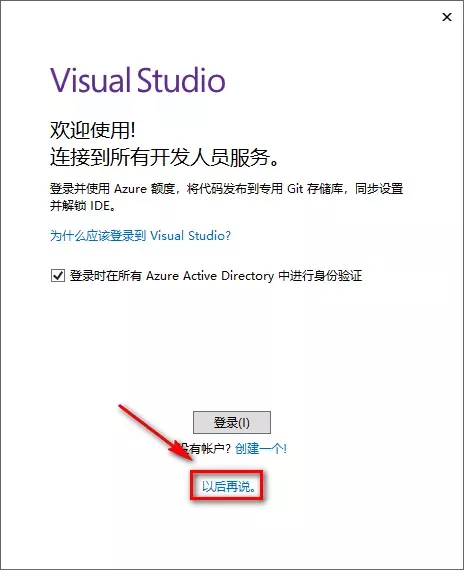 Visual Studio
欢迎使用!
连接到所有开发人员服务。
登录并使用 Azure 额度，将代码发布到专用 Git 存储库，同步设置
并解锁 IDE。
为什么应该登录到 Visual Studio?
登录时在所有 Azure Active Directory 中进行身份验证
登录(I)
没有帐户? 创建一个!
以后再说。